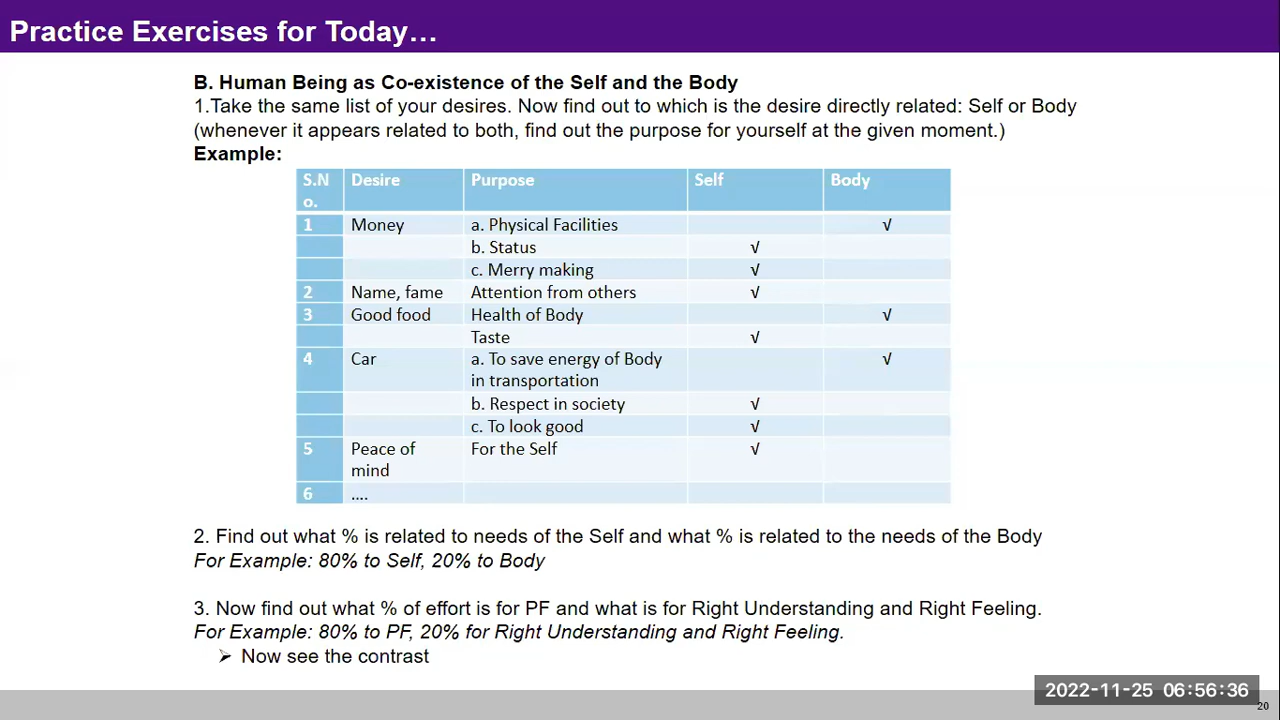 Practice Exercises for Today…
B. Human Being as Co-existence of the Self and the Body
1.Take the same list of your desires. Now find out to which is the desire directly related: Self or Body
(whenever it appears related to both, find out the purpose for yourself at the given moment.)
Example:
S.N Desire Purpose Self Body
o.
1 Money a. Physical Facilities √
b. Status √
c. Merry making √
2 Name, fame Attention from others √
3 Good food Health of Body √
Taste √
4 Car a. To save energy of Body √
in transportation
b. Respect in society √
c. To look good √
5 Peace of For the Self √
mind
6 ....
2. Find out what % is related to needs of the Self and what % is related to the needs of the Body
For Example: 80% to Self, 20% to Body
3. Now find out what % of effort is for PF and what is for Right Understanding and Right Feeling.
For Example: 80% to PF, 20% for Right Understanding and Right Feeling.
➢ Now see the contrast
2022-11-25 06:56:36
20